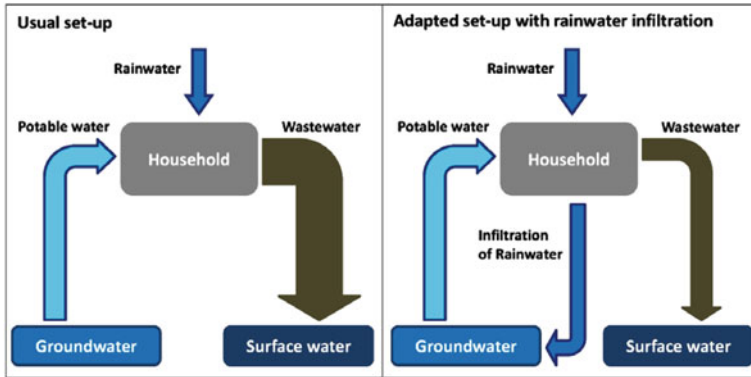 Usual set-up
Rainwater
Potable water
Wastewater
Household
Groundwater
Surface water
Adapted set-up with rainwater infiltration
Rainwater
Potable water
Wastewater
Household
Infiltration
of Rainwater
Groundwater
Surface water